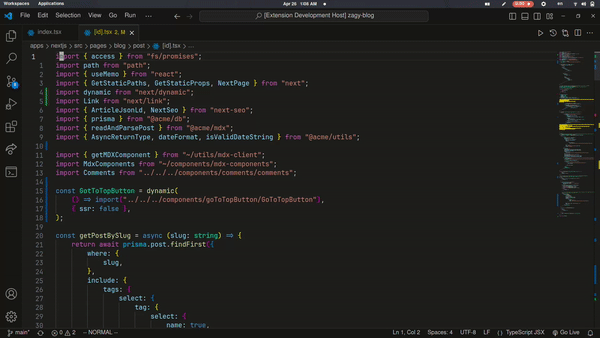 Workspaces Applications Apr 26 1:06 AM
File Edit Selection View Go Run ... [Extension Development Host] zagy-blog
index.tsx [id].tsx 2, M
apps > nextjs > src > pages > blog > post > [id].tsx > ...
1 import { access } from "fs/promises";
1 import path from "path";
2 import { useMemo } from "react";
3 import { GetStaticPaths, GetStaticProps, NextPage } from "next";
4 import dynamic from "next/dynamic";
5 import Link from "next/link";
6 import { ArticleJsonLd, NextSeo } from "next-seo";
7 import { prisma } from "@acme/db";
8 import { readAndParsePost } from "@acme/mdx";
9 import { AsyncReturnType, dateFormat, isValidDateString } from "@acme/utils";
10
11 import { getMDXComponent } from "~/utils/mdx-client";
12 import MdxComponents from "~/components/mdx-components";
13 import Comments from "../../../components/comments/comments";
14
15 const GotToTopButton = dynamic(
16 () => import("../../../components/goToTopButton/GoToTopButton"),
17 { ssr: false },
18 );
19
20 const getPostBySlug = async (slug: string) => {
21 return await prisma.post.findFirst({
22 where: {
23 slug,
24 },
25 include: {
26 tags: {
27 select: {
28 tag: {
29 select: {
30 name: true,
main* 0 2 -- NORMAL -- Ln 1, Col 2 Spaces: 4 UTF-8 LF {} TypeScript JSX Go Live